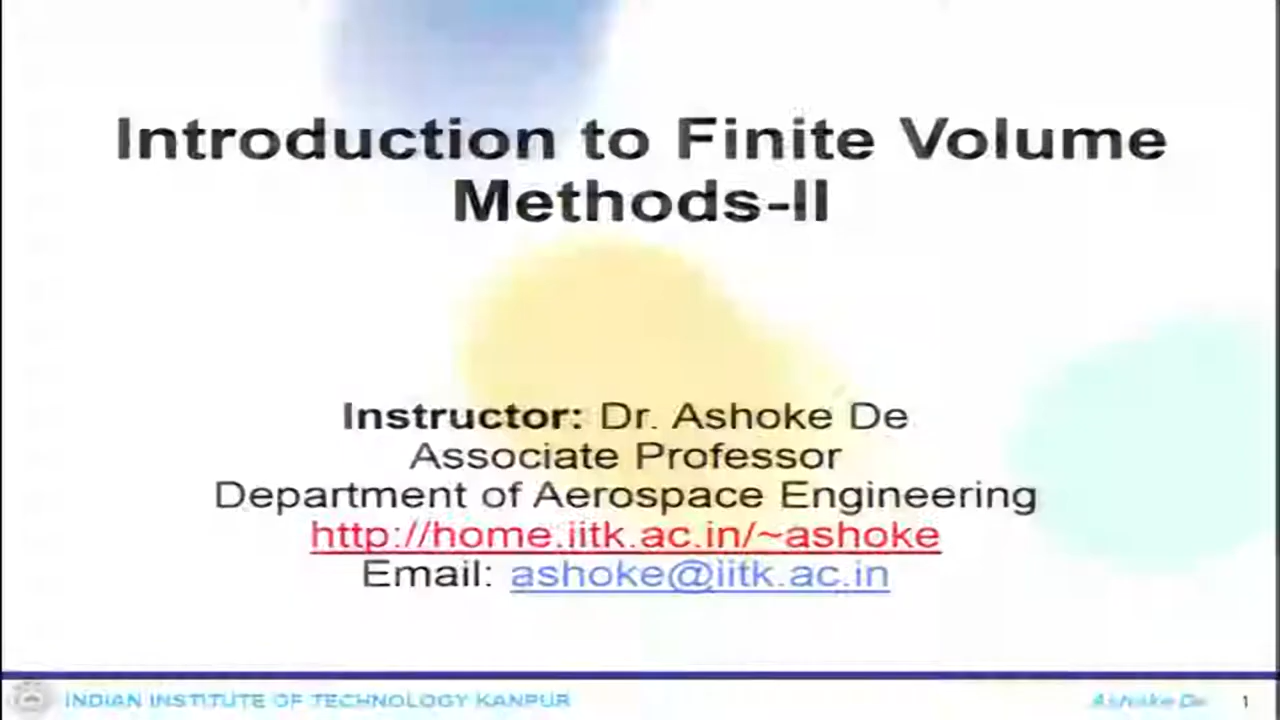 Introduction to Finite Volume
Methods-II
Instructor: Dr. Ashoke De
Associate Professor
Department of Aerospace Engineering
http://home.iitk.ac.in/~ashoke
Email: ashoke@iitk.ac.in
INDIAN INSTITUTE OF TECHNOLOGY KANPUR
Ashoke De 1